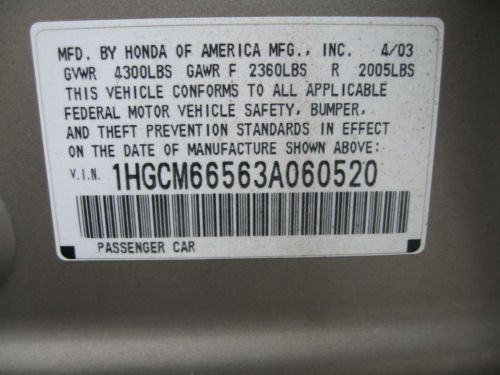 MFD. BY HONDA OF AMERICA MFG., INC. 4/03
GVWR 4300LBS GAWR F 2360LBS R 2005LBS
THIS VEHICLE CONFORMS TO ALL APPLICABLE
FEDERAL MOTOR VEHICLE SAFETY, BUMPER,
AND THEFT PREVENTION STANDARDS IN EFFECT
ON THE DATE OF MANUFACTURE SHOWN ABOVE:
V.I.N. 1HGCM66563A060520
PASSENGER CAR